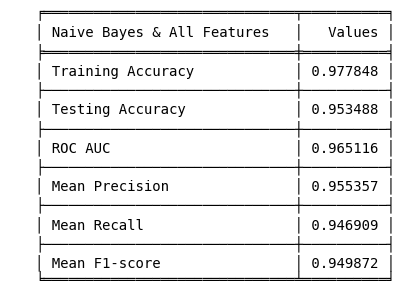 Naive Bayes & All Features Values
Training Accuracy 0.977848
Testing Accuracy 0.953488
ROC AUC 0.965116
Mean Precision 0.955357
Mean Recall 0.946909
Mean F1-score 0.949872